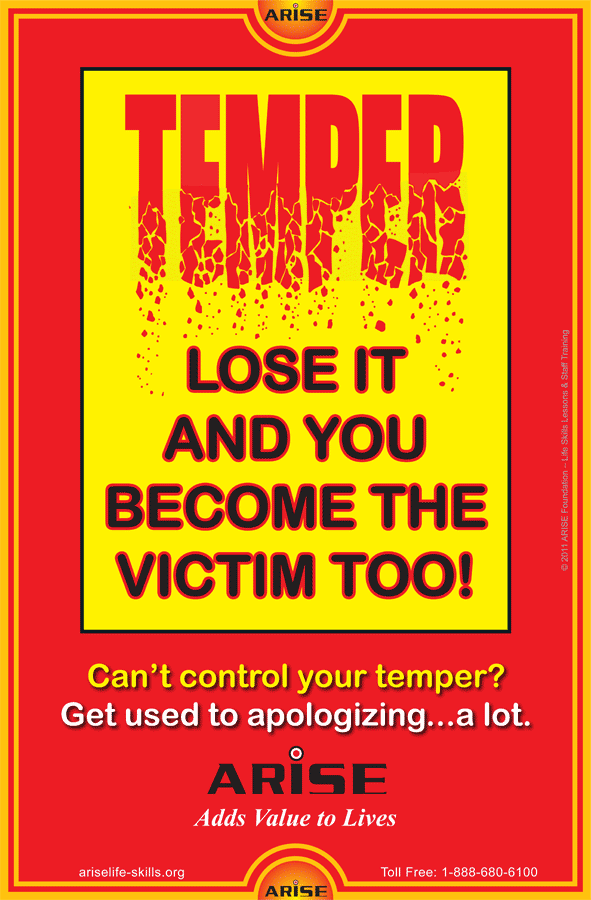 ARISE
TEMPER
LOSE IT
AND YOU
BECOME THE
VICTIM TOO!
© 2011 ARISE Foundation – Life Skills Lessons & Staff Training
Can't control your temper?
Get used to apologizing...a lot.
ARISE
Adds Value to Lives
ariselife-skills.org
Toll Free: 1-888-680-6100
ARISE